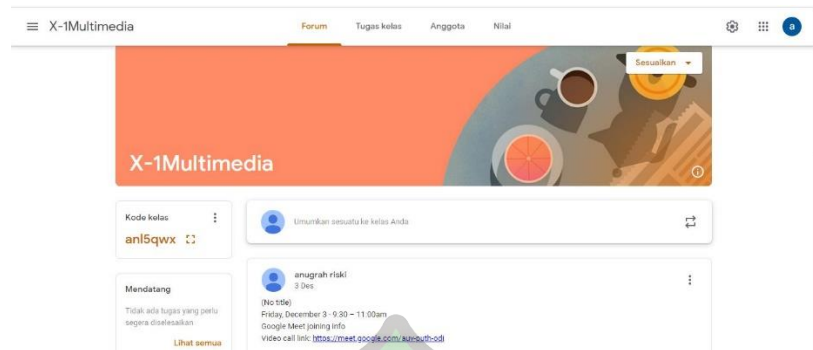 X-1Multimedia
Forum Tugas kelas Anggota Nilai
a
Sesuaikan
X-1Multimedia
Kode kelas
anl5qwx
Umumkan sesuatu ke kelas Anda
Mendatang
Tidak ada tugas yang perlu
segera diselesaikan
Lihat semua
anugrah riski
3 Des
(No title)
Friday, December 3 · 9:30 – 11:00am
Google Meet joining info
Video call link: https://meet.google.com/